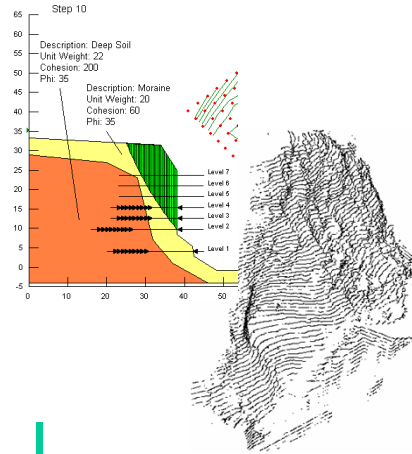 Step 10
65
60
55
50
45
40
35
30
25
20
15
10
5
0
-5
Description: Deep Soil
Unit Weight: 22
Cohesion: 200
Phi: 35
Description: Moraine
Unit Weight: 20
Cohesion: 60
Phi: 35
Level 7
Level 6
Level 5
Level 4
Level 3
Level 2
Level 1
0 10 20 30 40 50